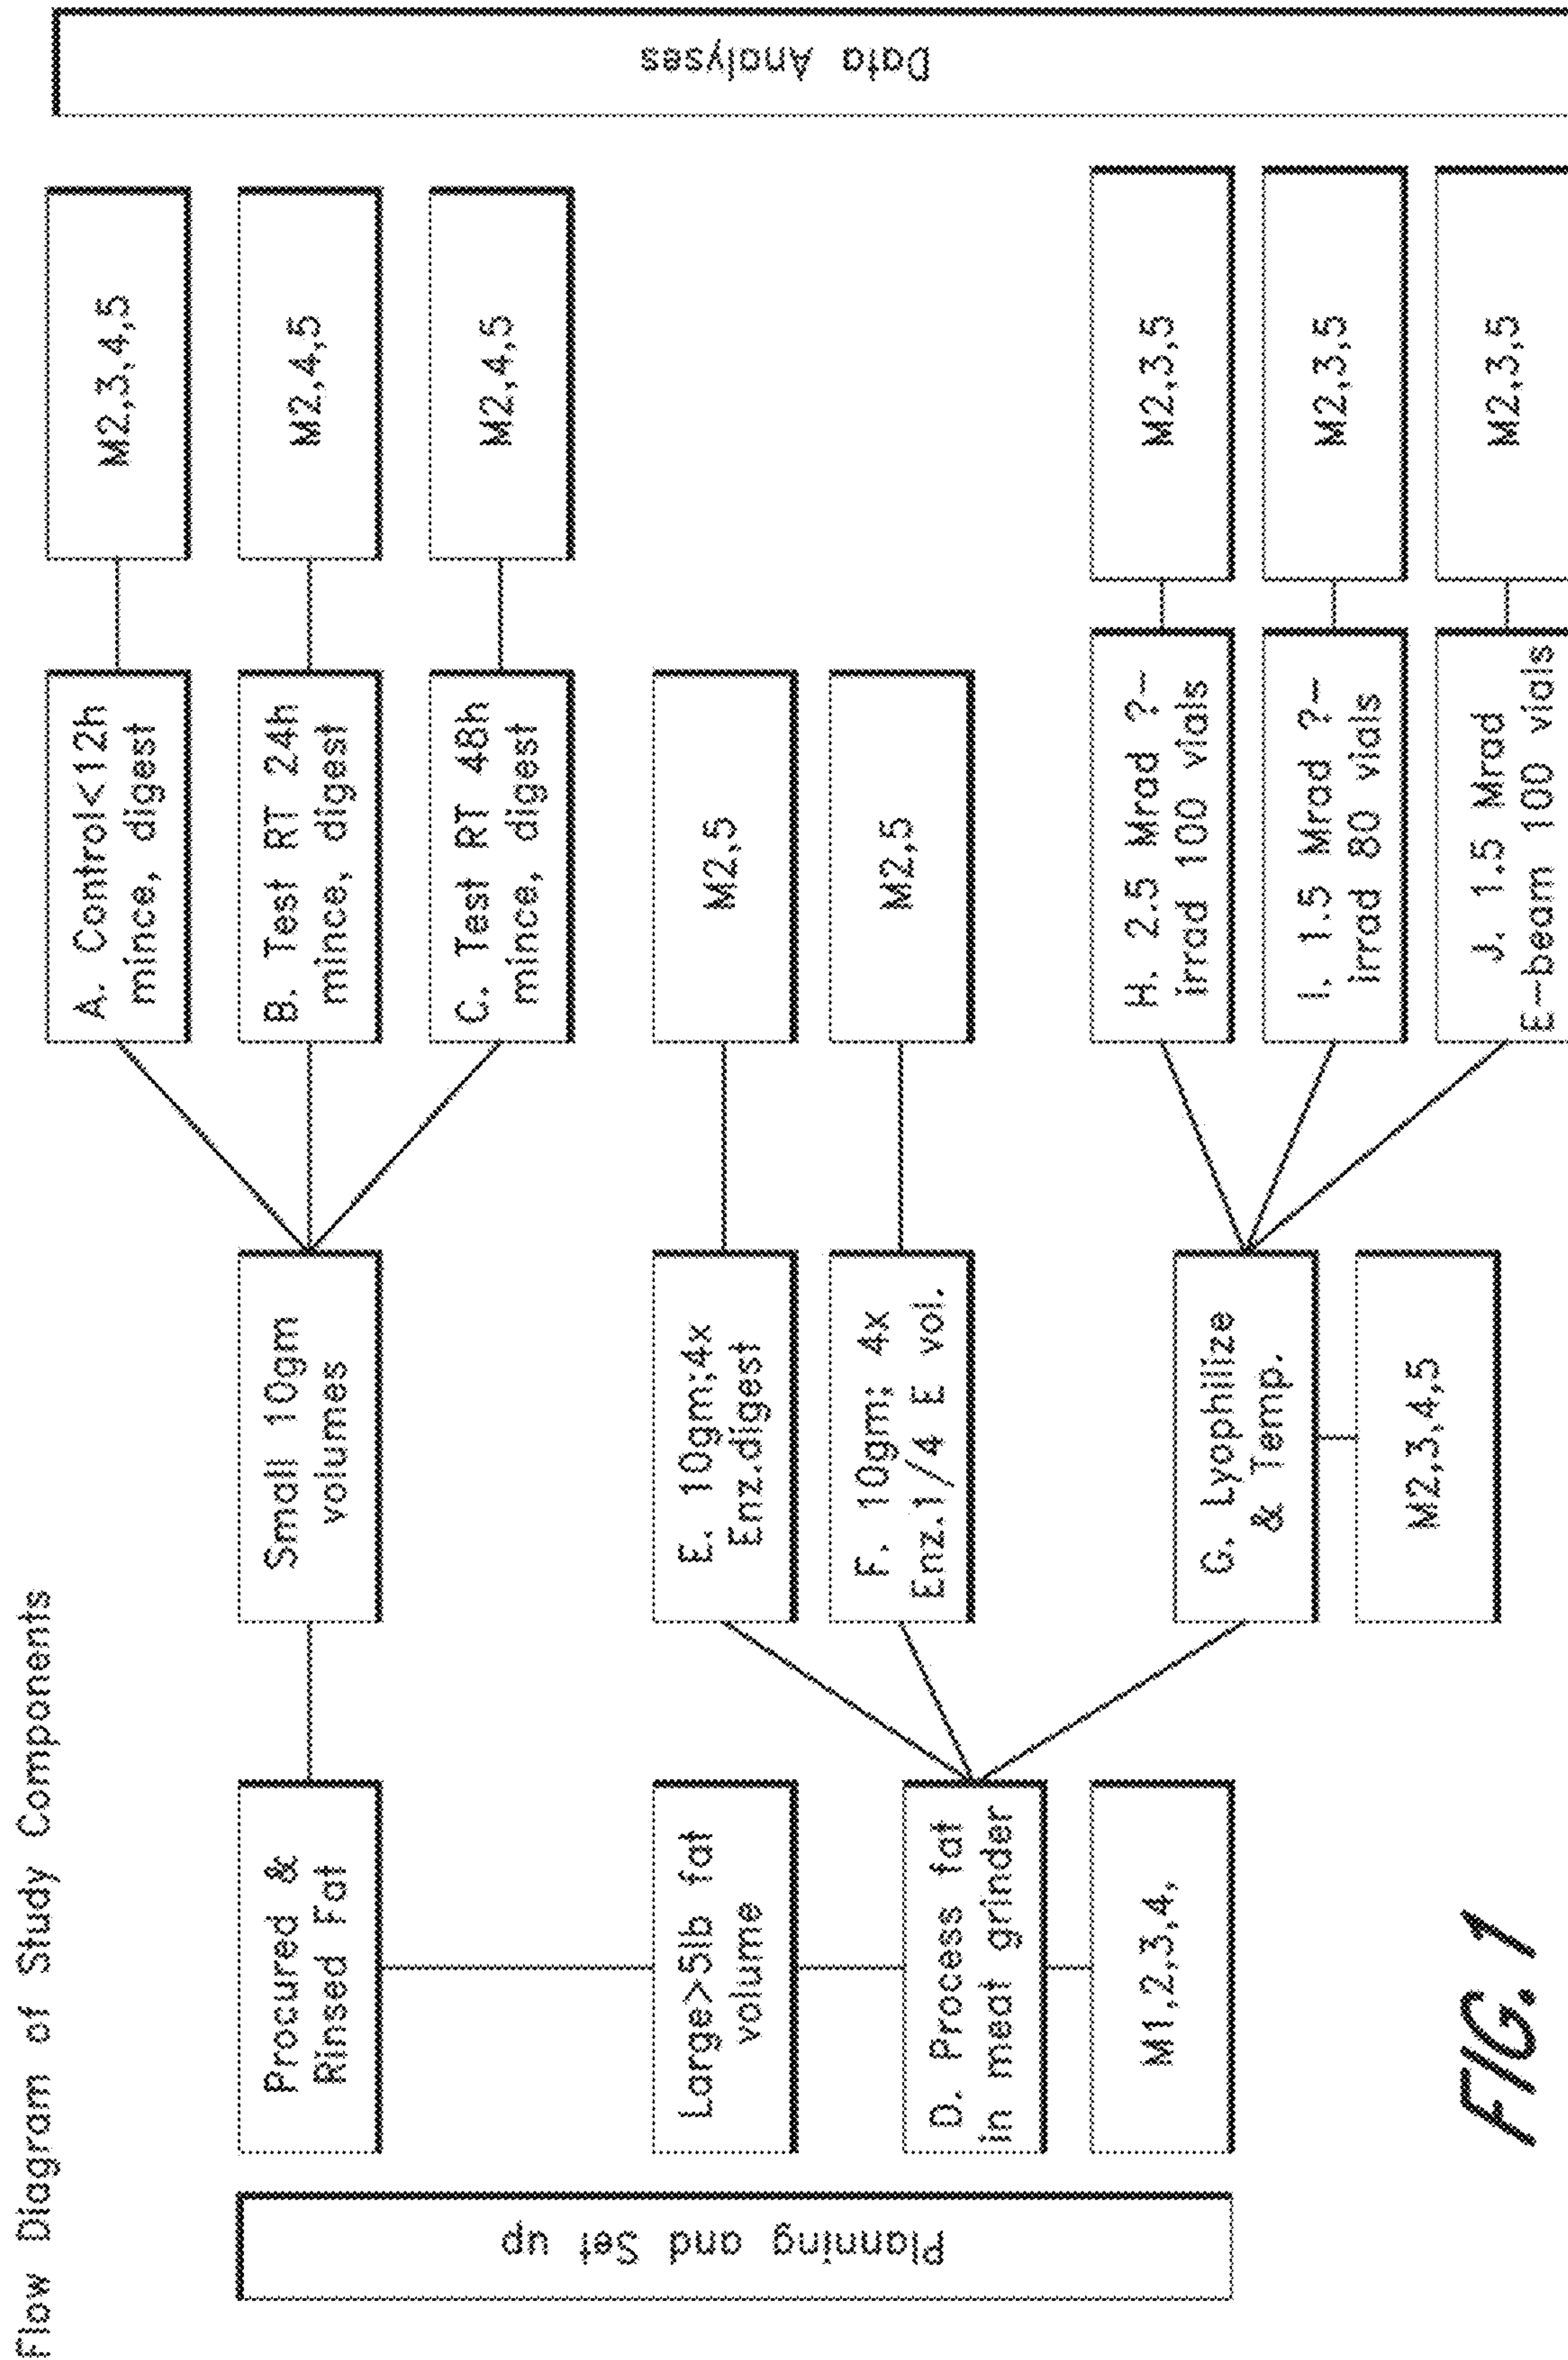 Flow Diagram of Study Components
Planning and Set up
Procured &
Rinsed Fat
Small 10gm
volumes
A. Control<12h
mince, digest
M2,3,4,5
B. Test RT 24h
mince, digest
M2,4,5
C. Test RT 48h
mince, digest
M2,4,5
Large>5lb fat
volume
D. Process fat
in meat grinder
M1,2,3,4,
E. 10gm;4x
Enz.digest
M2,5
F. 10gm; 4x
Enz.1/4 E vol.
M2,5
G. Lyophilize
& Temp.
M2,3,4,5
H. 2.5 Mrad ?-
irrad 100 vials
M2,3,5
I. 1.5 Mrad ?-
irrad 80 vials
M2,3,5
J. 1.5 Mrad
E-beam 100 vials
M2,3,5
Data Analyses
FIG. 1